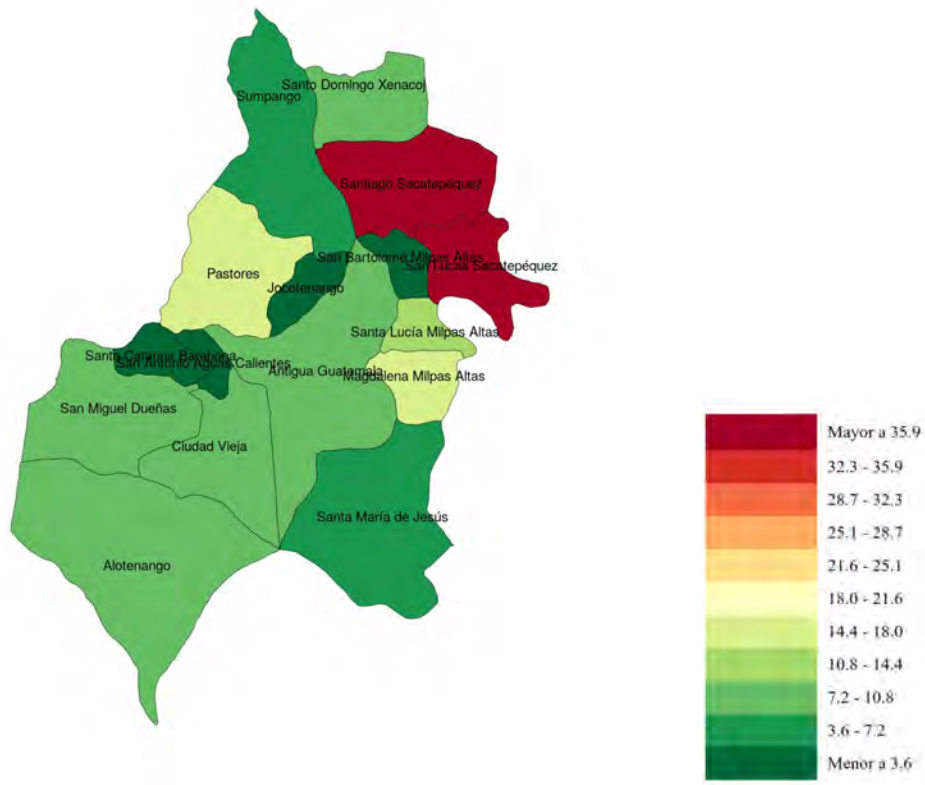 Santo Domingo Xenacoj
Sumpango
Santiago Sacatepéquez
San Bartolomé Milpas Altas
San Lucas Sacatepéquez
Pastores
Jocotenango
Santa Lucía Milpas Altas
Santa Catarina Barahona
San Antonio Aguas Calientes
Antigua Guatemala
Magdalena Milpas Altas
San Miguel Dueñas
Ciudad Vieja
Santa María de Jesús
Alotenango
Mayor a 35.9
32.3 - 35.9
28.7 - 32.3
25.1 - 28.7
21.6 - 25.1
18.0 - 21.6
14.4 - 18.0
10.8 - 14.4
7.2 - 10.8
3.6 - 7.2
Menor a 3.6